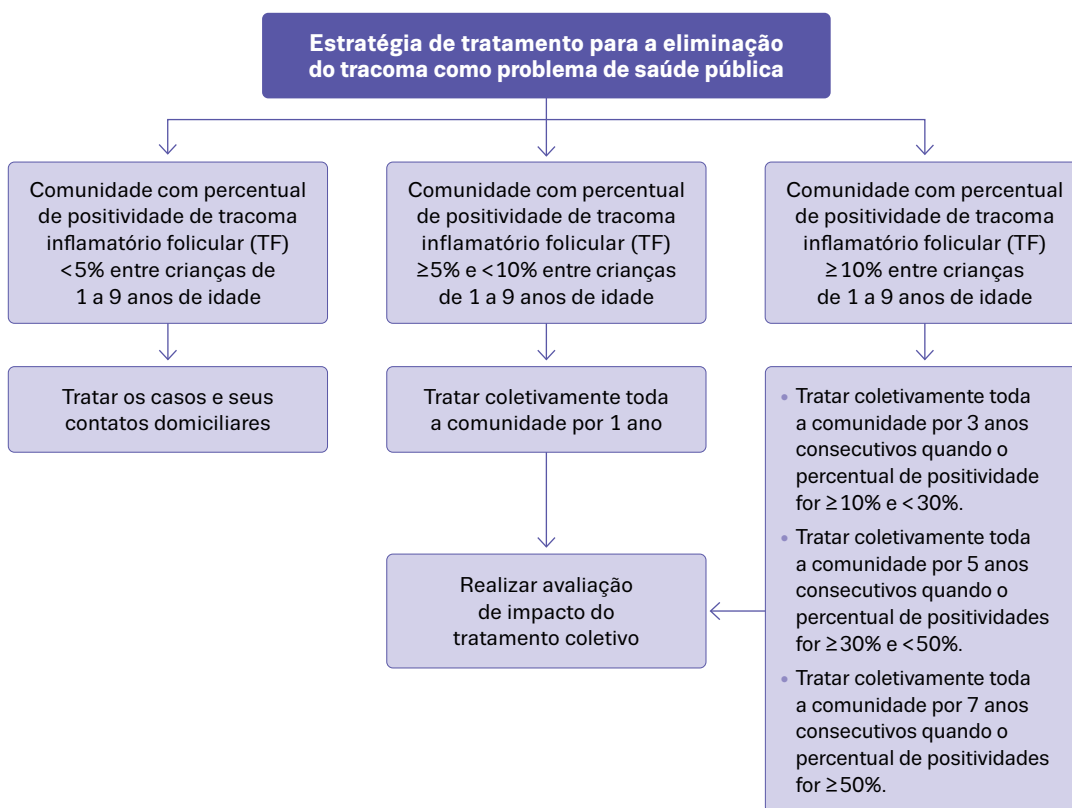 Estratégia de tratamento para a eliminação
do tracoma como problema de saúde pública
Comunidade com percentual
de positividade de tracoma
inflamatório folicular (TF)
<5% entre crianças de
1 a 9 anos de idade
Comunidade com percentual
de positividade de tracoma
inflamatório folicular (TF)
≥5% e <10% entre crianças
de 1 a 9 anos de idade
Comunidade com percentual
de positividade de tracoma
inflamatório folicular (TF)
≥10% entre crianças
de 1 a 9 anos de idade
Tratar os casos e seus
contatos domiciliares
Tratar coletivamente toda
a comunidade por 1 ano
• Tratar coletivamente toda
a comunidade por 3 anos
consecutivos quando o
percentual de positividade
for ≥10% e <30%.
• Tratar coletivamente toda
a comunidade por 5 anos
consecutivos quando o
percentual de positividades
for ≥30% e <50%.
• Tratar coletivamente toda
a comunidade por 7 anos
consecutivos quando o
percentual de positividades
for ≥50%.
Realizar avaliação
de impacto do
tratamento coletivo